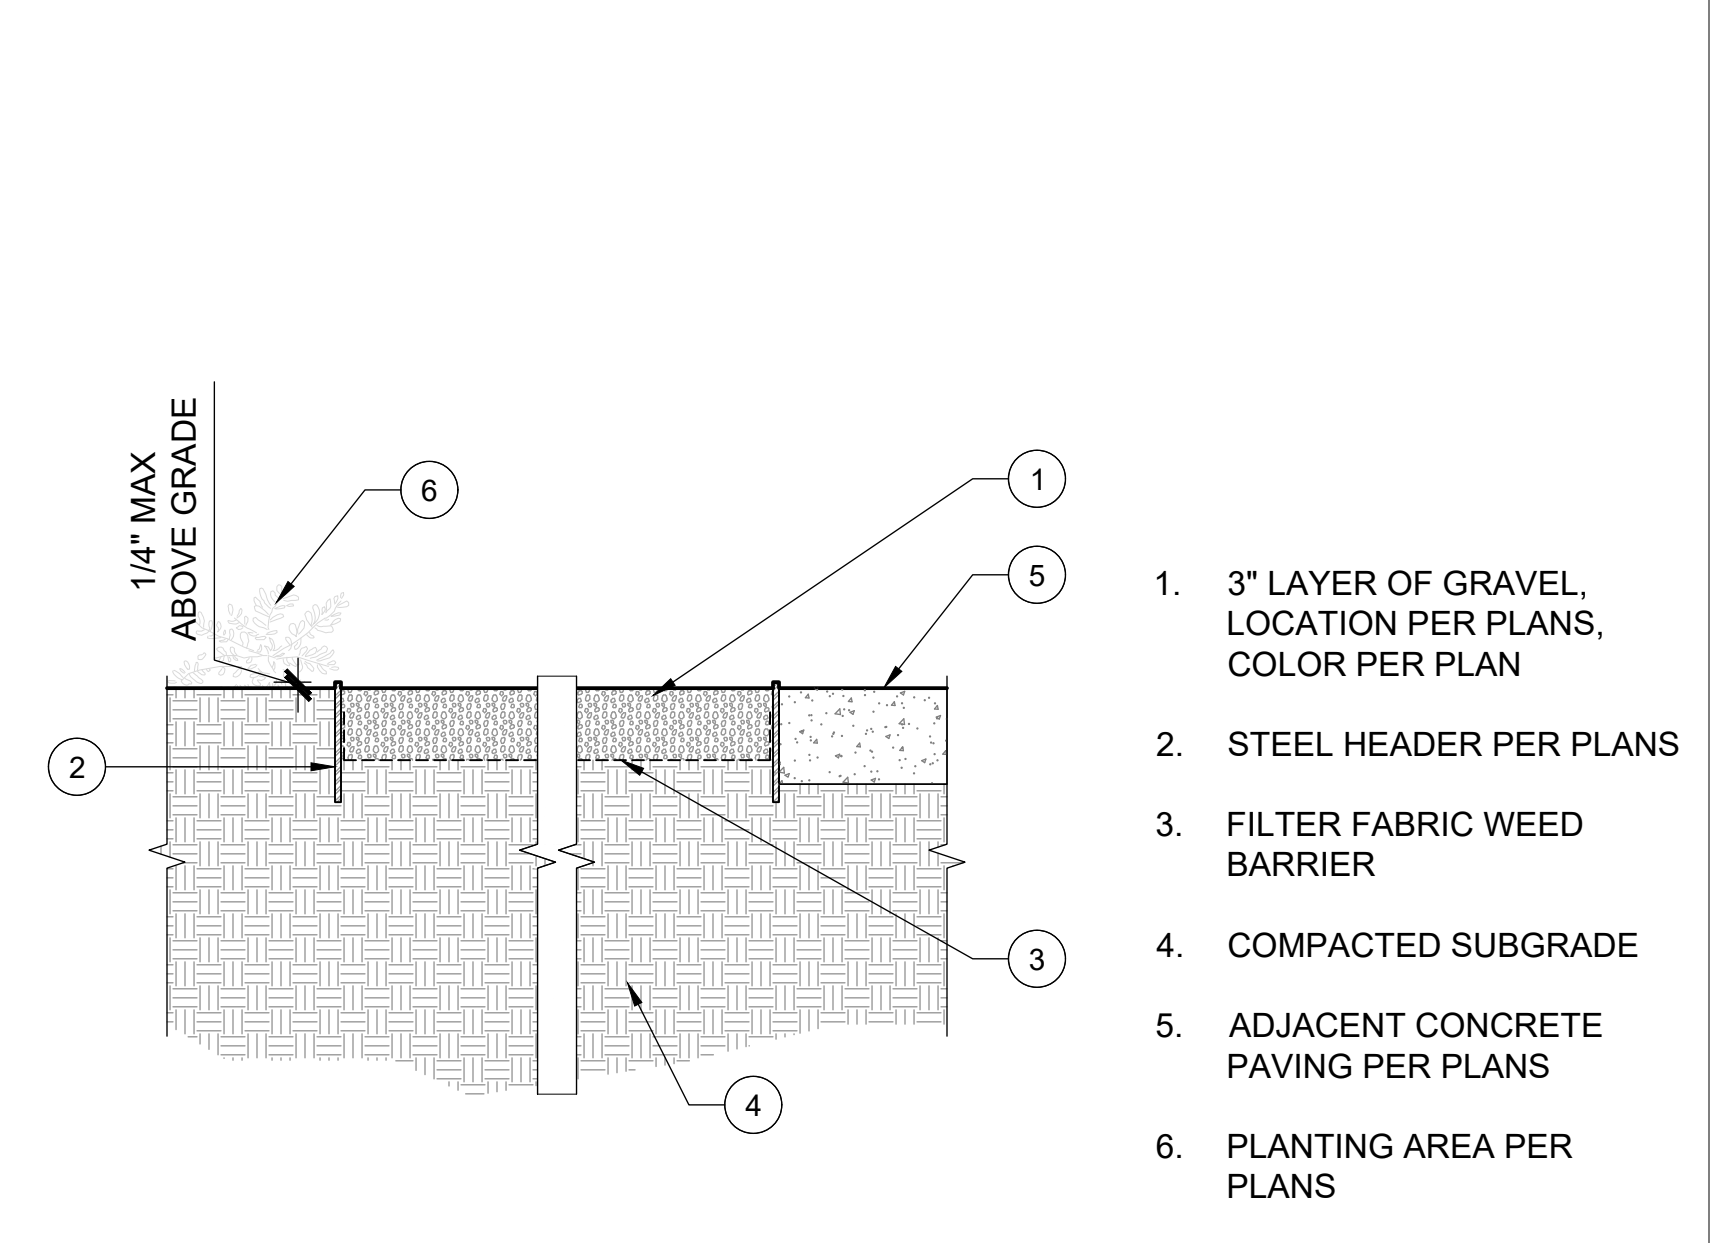 1/4" MAX
ABOVE GRADE
6
1
5
2
3
4
1. 3" LAYER OF GRAVEL,
LOCATION PER PLANS,
COLOR PER PLAN
2. STEEL HEADER PER PLANS
3. FILTER FABRIC WEED
BARRIER
4. COMPACTED SUBGRADE
5. ADJACENT CONCRETE
PAVING PER PLANS
6. PLANTING AREA PER
PLANS